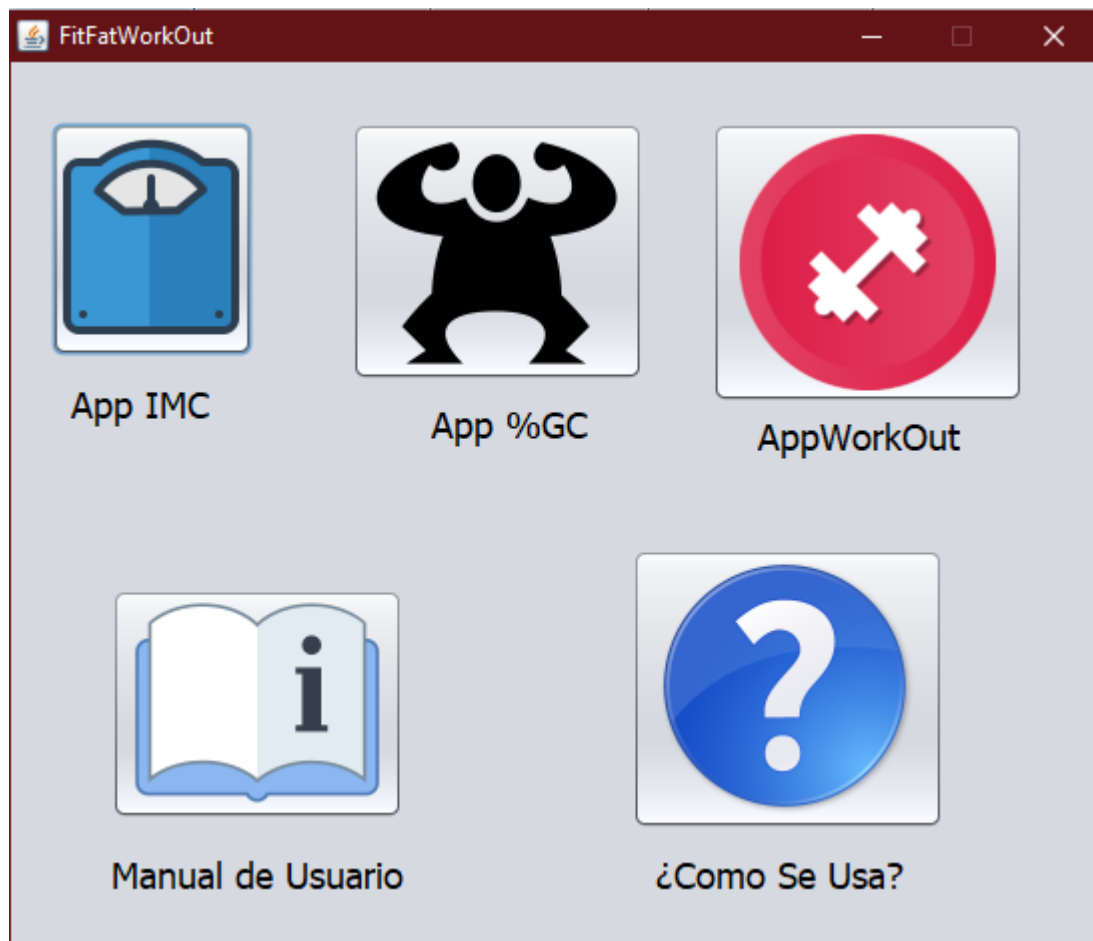 FitFatWorkOut
App IMC
App %GC
AppWorkOut
i
?
Manual de Usuario
¿Como Se Usa?